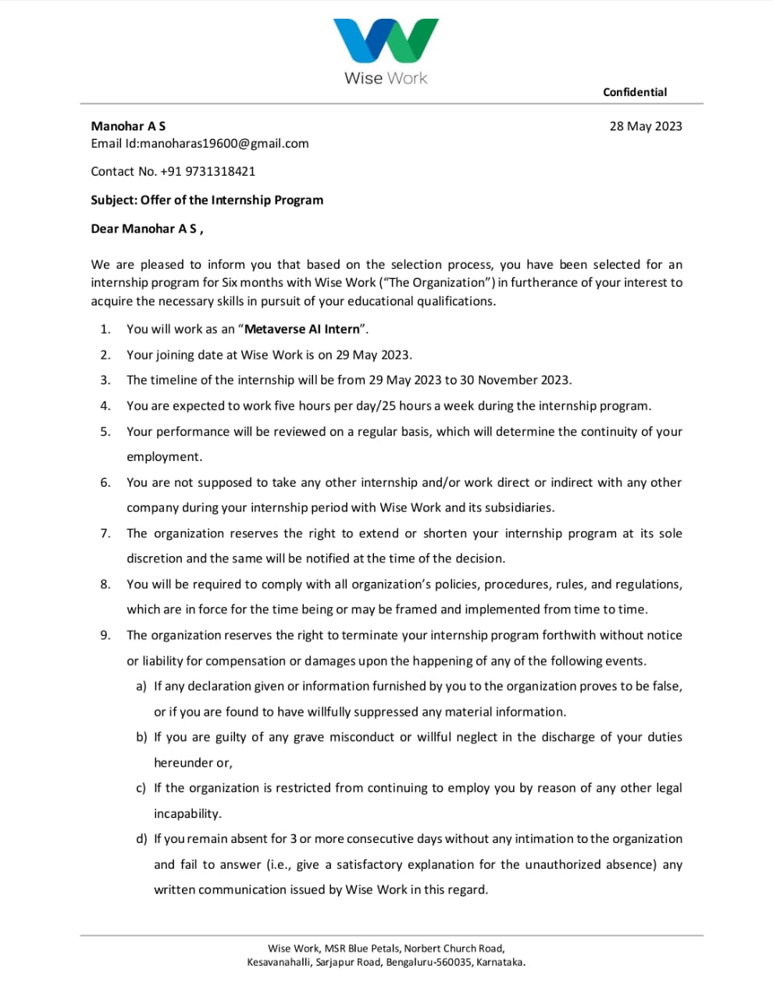 Wise Work
Confidential
Manohar A S
28 May 2023
Email Id:manoharas19600@gmail.com
Contact No. +91 9731318421
Subject: Offer of the Internship Program
Dear Manohar A S ,
We are pleased to inform you that based on the selection process, you have been selected for an
internship program for Six months with Wise Work (“The Organization”) in furtherance of your interest to
acquire the necessary skills in pursuit of your educational qualifications.
1. You will work as an “Metaverse AI Intern”.
2. Your joining date at Wise Work is on 29 May 2023.
3. The timeline of the internship will be from 29 May 2023 to 30 November 2023.
4. You are expected to work five hours per day/25 hours a week during the internship program.
5. Your performance will be reviewed on a regular basis, which will determine the continuity of your
employment.
6. You are not supposed to take any other internship and/or work direct or indirect with any other
company during your internship period with Wise Work and its subsidiaries.
7. The organization reserves the right to extend or shorten your internship program at its sole
discretion and the same will be notified at the time of the decision.
8. You will be required to comply with all organization’s policies, procedures, rules, and regulations,
which are in force for the time being or may be framed and implemented from time to time.
9. The organization reserves the right to terminate your internship program forthwith without notice
or liability for compensation or damages upon the happening of any of the following events.
a) If any declaration given or information furnished by you to the organization proves to be false,
or if you are found to have willfully suppressed any material information.
b) If you are guilty of any grave misconduct or willful neglect in the discharge of your duties
hereunder or,
c) If the organization is restricted from continuing to employ you by reason of any other legal
incapability.
d) If you remain absent for 3 or more consecutive days without any intimation to the organization
and fail to answer (i.e., give a satisfactory explanation for the unauthorized absence) any
written communication issued by Wise Work in this regard.
Wise Work, MSR Blue Petals, Norbert Church Road,
Kesavanahalli, Sarjapur Road, Bengaluru-560035, Karnataka.